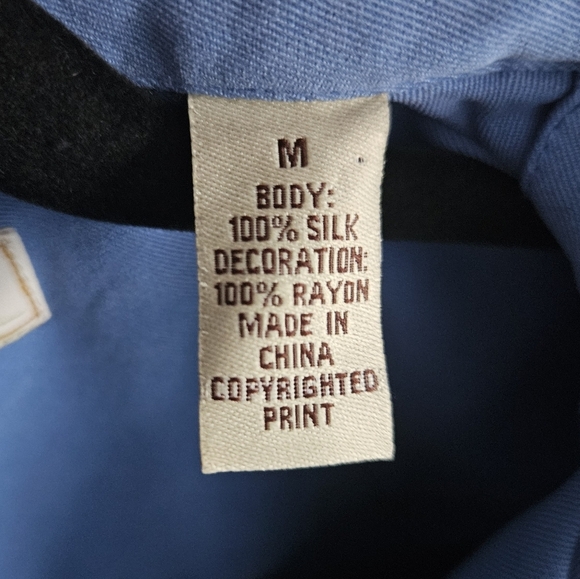 M
BODY:
100% SILK
DECORATION:
100% RAYON
MADE IN
CHINA
COPYRIGHTED
PRINT